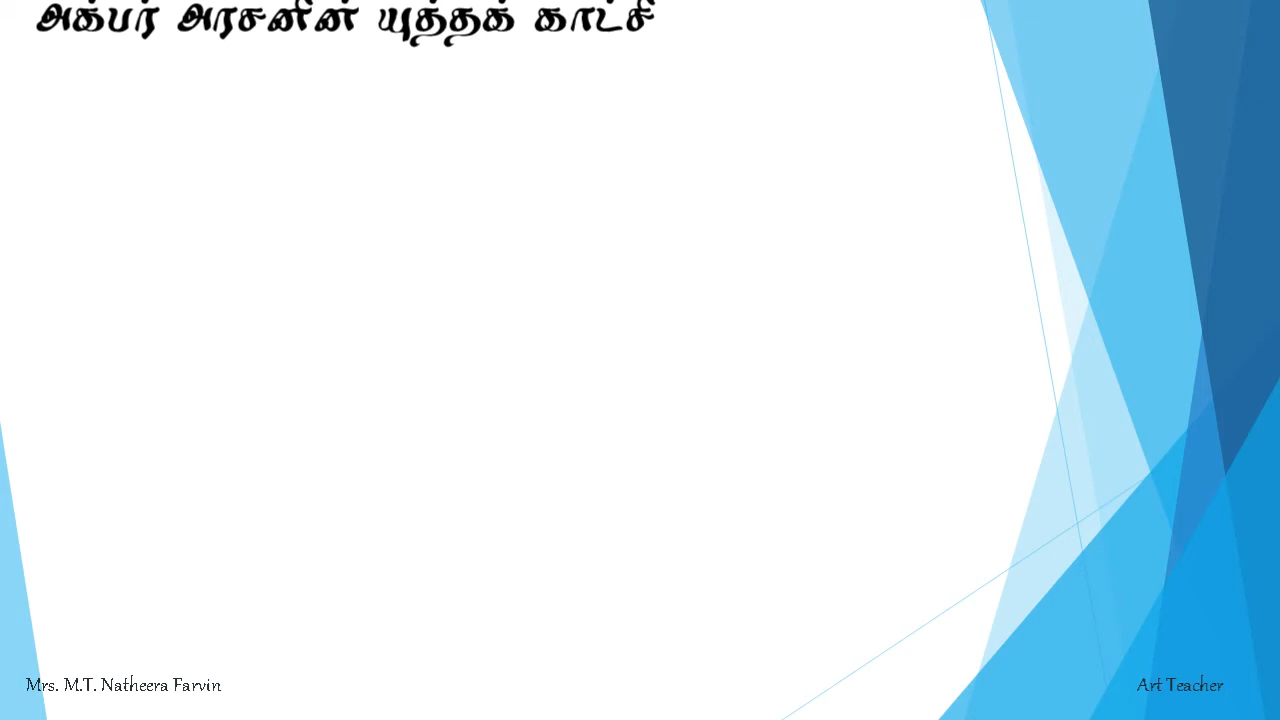 அக்பர் அரசனின் யுத்தக் காட்சி
Mrs. M.T. Natheera Farvin
Art Teacher